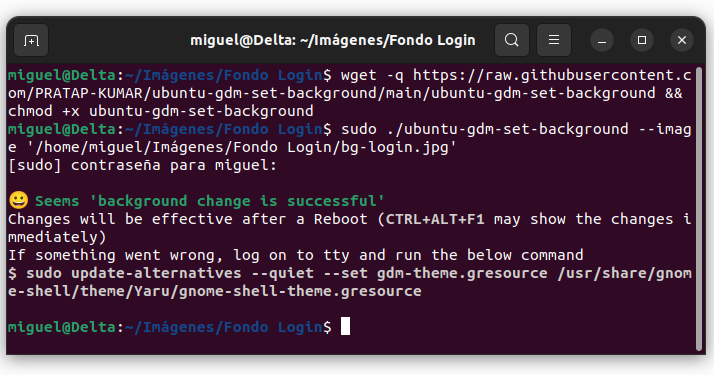 miguel@Delta: ~/Imágenes/Fondo Login
miguel@Delta:~/Imágenes/Fondo Login$ wget -q https://raw.githubusercontent.c
om/PRATAP-KUMAR/ubuntu-gdm-set-background/main/ubuntu-gdm-set-background &&
chmod +x ubuntu-gdm-set-background
miguel@Delta:~/Imágenes/Fondo Login$ sudo ./ubuntu-gdm-set-background --imag
e '/home/miguel/Imágenes/Fondo Login/bg-login.jpg'
[sudo] contraseña para miguel:
😀 Seems 'background change is successful'
Changes will be effective after a Reboot (CTRL+ALT+F1 may show the changes i
mmediately)
If something went wrong, log on to tty and run the below command
$ sudo update-alternatives --quiet --set gdm-theme.gresource /usr/share/gnom
e-shell/theme/Yaru/gnome-shell-theme.gresource
miguel@Delta:~/Imágenes/Fondo Login$